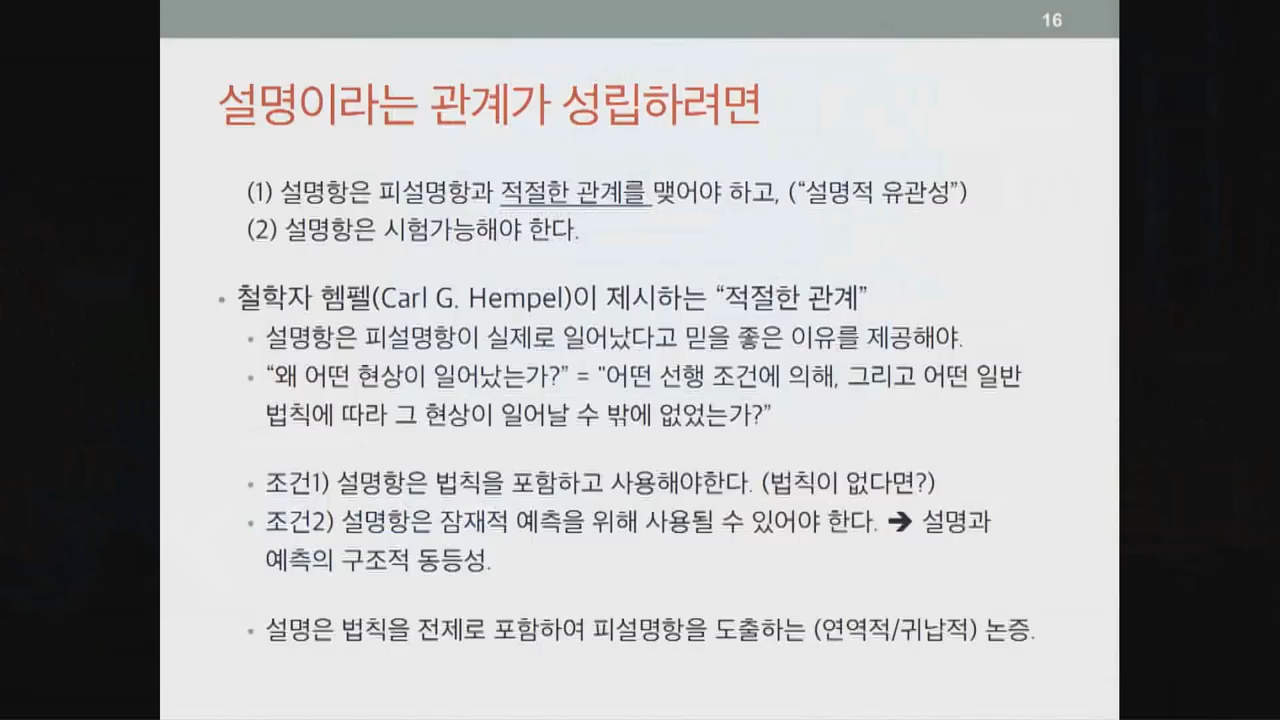 16
설명이라는 관계가 성립하려면
(1) 설명항은 피설명항과 적절한 관계를 맺어야 하고, (“설명적 유관성”)
(2) 설명항은 시험가능해야 한다.
• 철학자 헴펠(Carl G. Hempel)이 제시하는 “적절한 관계”
• 설명항은 피설명항이 실제로 일어났다고 믿을 좋은 이유를 제공해야.
• “왜 어떤 현상이 일어났는가?” = "어떤 선행 조건에 의해, 그리고 어떤 일반
법칙에 따라 그 현상이 일어날 수 밖에 없었는가?”
• 조건1) 설명항은 법칙을 포함하고 사용해야한다. (법칙이 없다면?)
• 조건2) 설명항은 잠재적 예측을 위해 사용될 수 있어야 한다. ➔ 설명과
예측의 구조적 동등성.
• 설명은 법칙을 전제로 포함하여 피설명항을 도출하는 (연역적/귀납적) 논증.